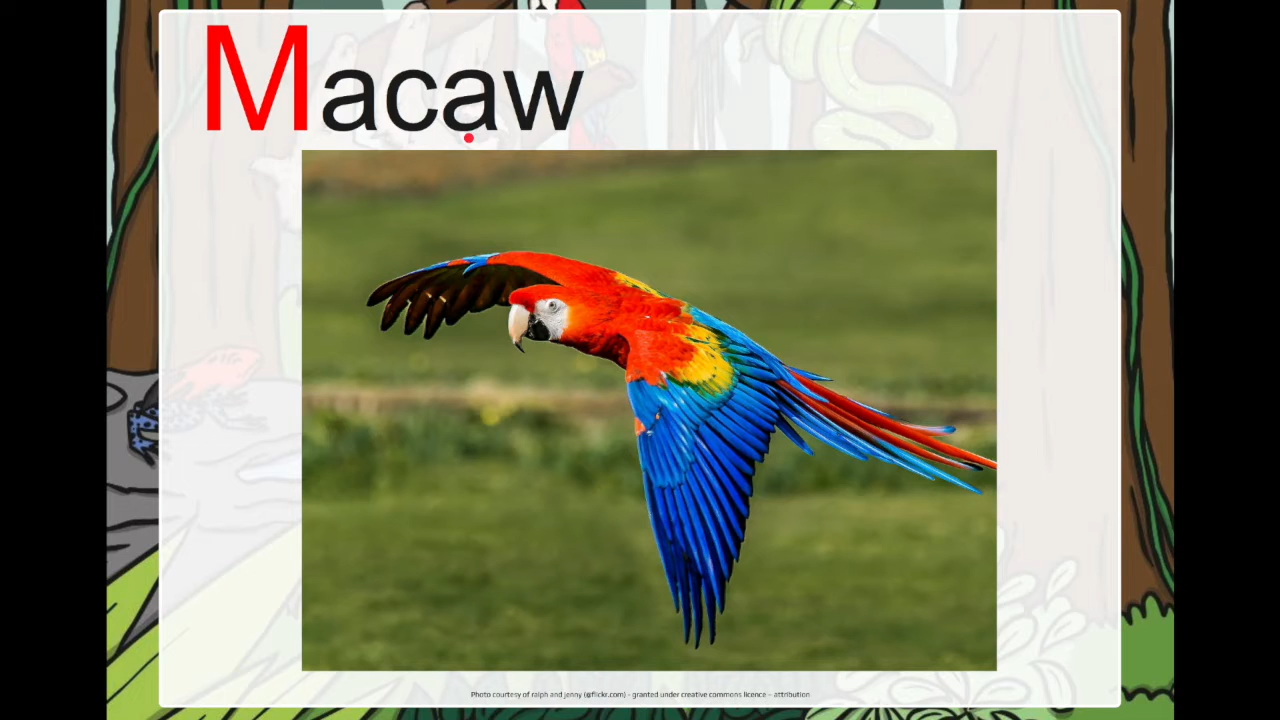 Macaw
Photo courtesy of ralph and jenny (@flickr.com) - granted under creative commons licence – attribution